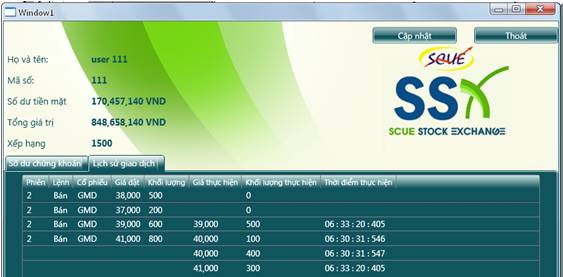 Window1
Cập nhật
Thoát
Họ và tên: user 111
Mã số: 111
Số dư tiền mặt 170,457,140 VND
Tổng giá trị 848,658,140 VND
Xếp hạng 1500
SCUE
SSX
SCUE STOCK EXCHANGE
Số dư chứng khoán Lịch sử giao dịch
Phiên Lệnh Cổ phiếu Giá đặt Khối lượng Giá thực hiện Khối lượng thực hiện Thời điểm thực hiện
2 Bán GMD 38,000 500 0
2 Bán GMD 37,000 200 0
2 Bán GMD 39,000 600 39,000 500 06 : 33 : 20 : 405
2 Bán GMD 41,000 800 40,000 100 06 : 30 : 31 : 546
40,000 400 06 : 30 : 31 : 547
41,000 300 06 : 33 : 20 : 405